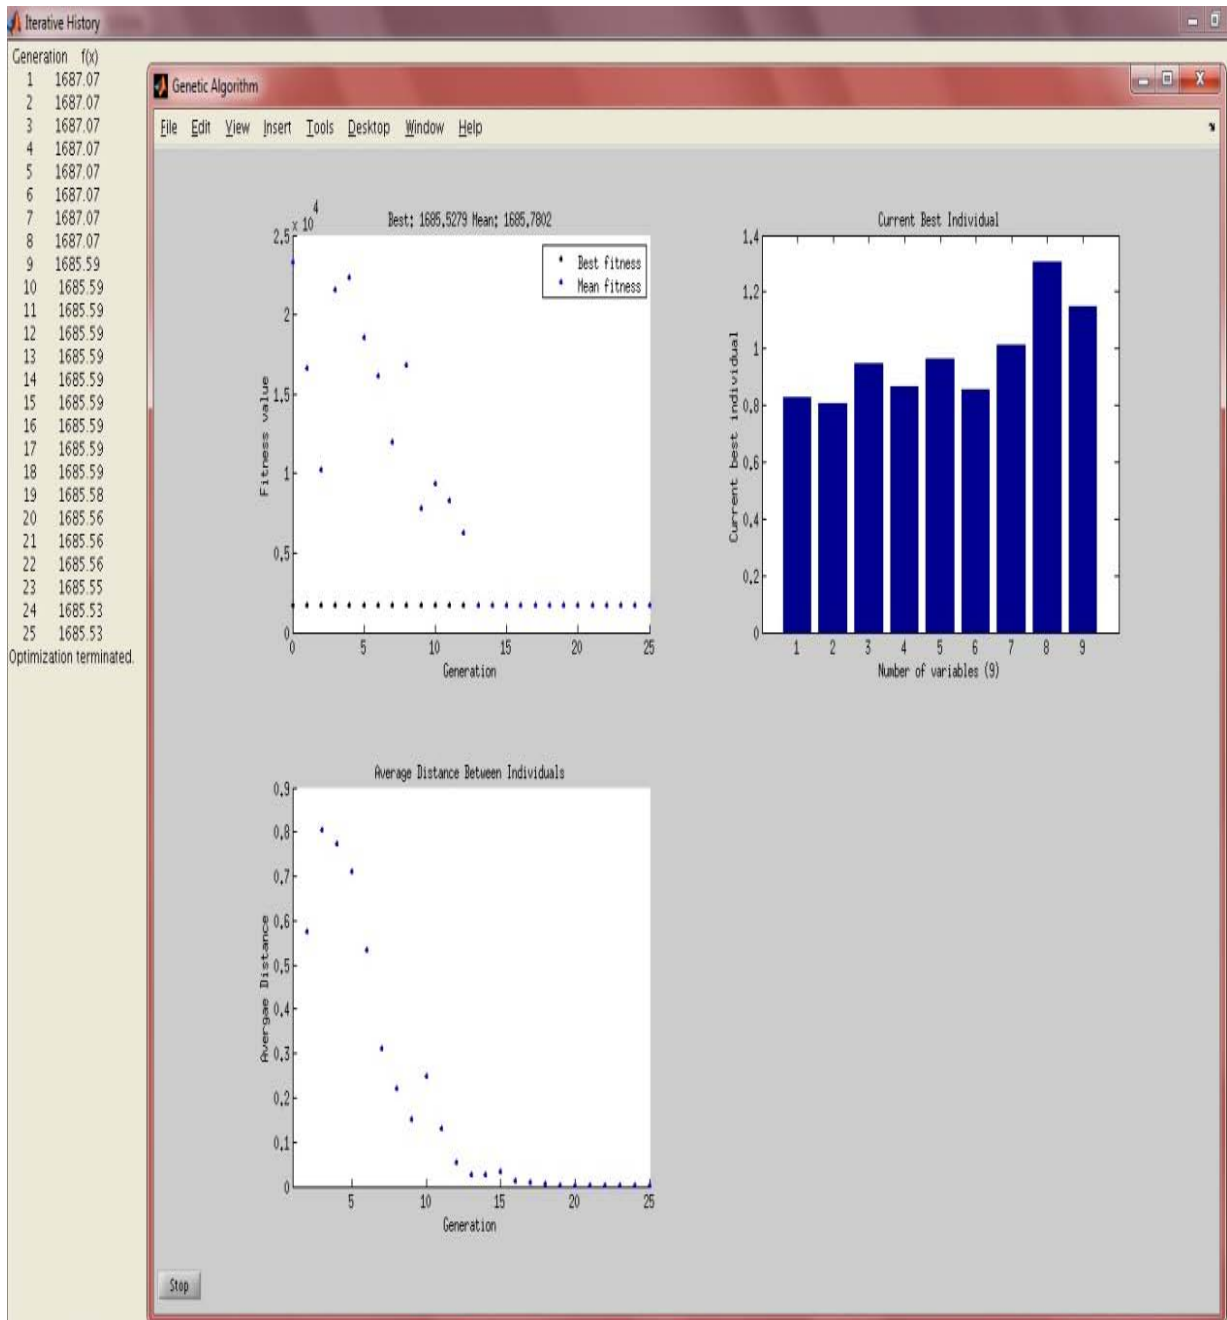 Iterative History
Generation f(x)
1 1687.07
2 1687.07
3 1687.07
4 1687.07
5 1687.07
6 1687.07
7 1687.07
8 1687.07
9 1685.59
10 1685.59
11 1685.59
12 1685.59
13 1685.59
14 1685.59
15 1685.59
16 1685.59
17 1685.59
18 1685.59
19 1685.58
20 1685.56
21 1685.56
22 1685.56
23 1685.55
24 1685.53
25 1685.53
Optimization terminated.
Genetic Algorithm
File Edit View Insert Tools Desktop Window Help
Best: 1685.5279 Mean: 1685.7802
x 10 4
2.5
2
1.5
1
0.5
0
Fitness value
Best fitness
Mean fitness
0 5 10 15 20 25
Generation
Current Best Individual
1.4
1.2
1
0.8
0.6
0.4
0.2
0
Current best individual
1 2 3 4 5 6 7 8 9
Number of variables (9)
Average Distance Between Individuals
0.9
0.8
0.7
0.6
0.5
0.4
0.3
0.2
0.1
0
Avergae Distance
5 10 15 20 25
Generation
Stop